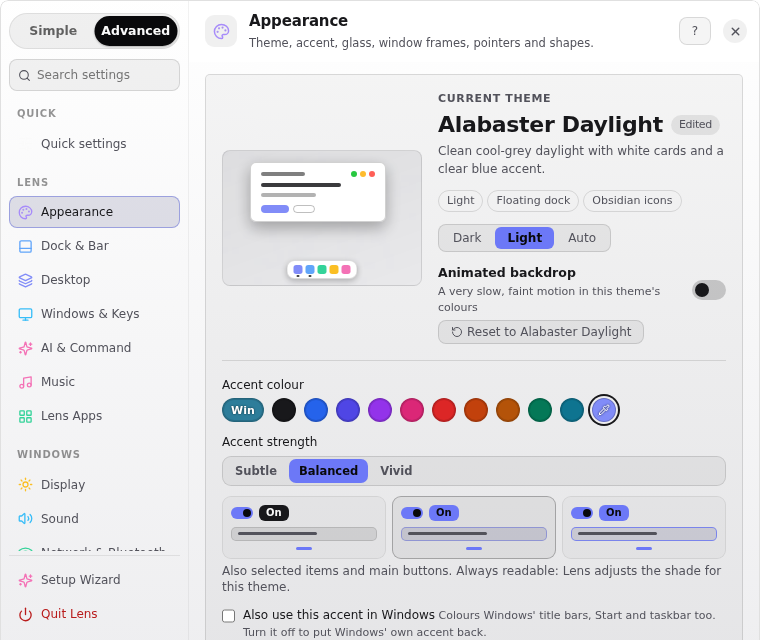 Simple
Advanced
Search settings
QUICK
Quick settings
LENS
Appearance
Dock & Bar
Desktop
Windows & Keys
AI & Command
Music
Lens Apps
WINDOWS
Display
Sound
Network & Bluetooth
Setup Wizard
Quit Lens
Appearance
Theme, accent, glass, window frames, pointers and shapes.
?
CURRENT THEME
Alabaster Daylight Edited
Clean cool-grey daylight with white cards and a
clear blue accent.
Light Floating dock Obsidian icons
Dark Light Auto
Animated backdrop
A very slow, faint motion in this theme's
colours
Reset to Alabaster Daylight
Accent colour
Win
Accent strength
Subtle Balanced Vivid
On On On
Also selected items and main buttons. Always readable: Lens adjusts the shade for
this theme.
Also use this accent in Windows Colours Windows' title bars, Start and taskbar too.
Turn it off to put Windows' own accent back.